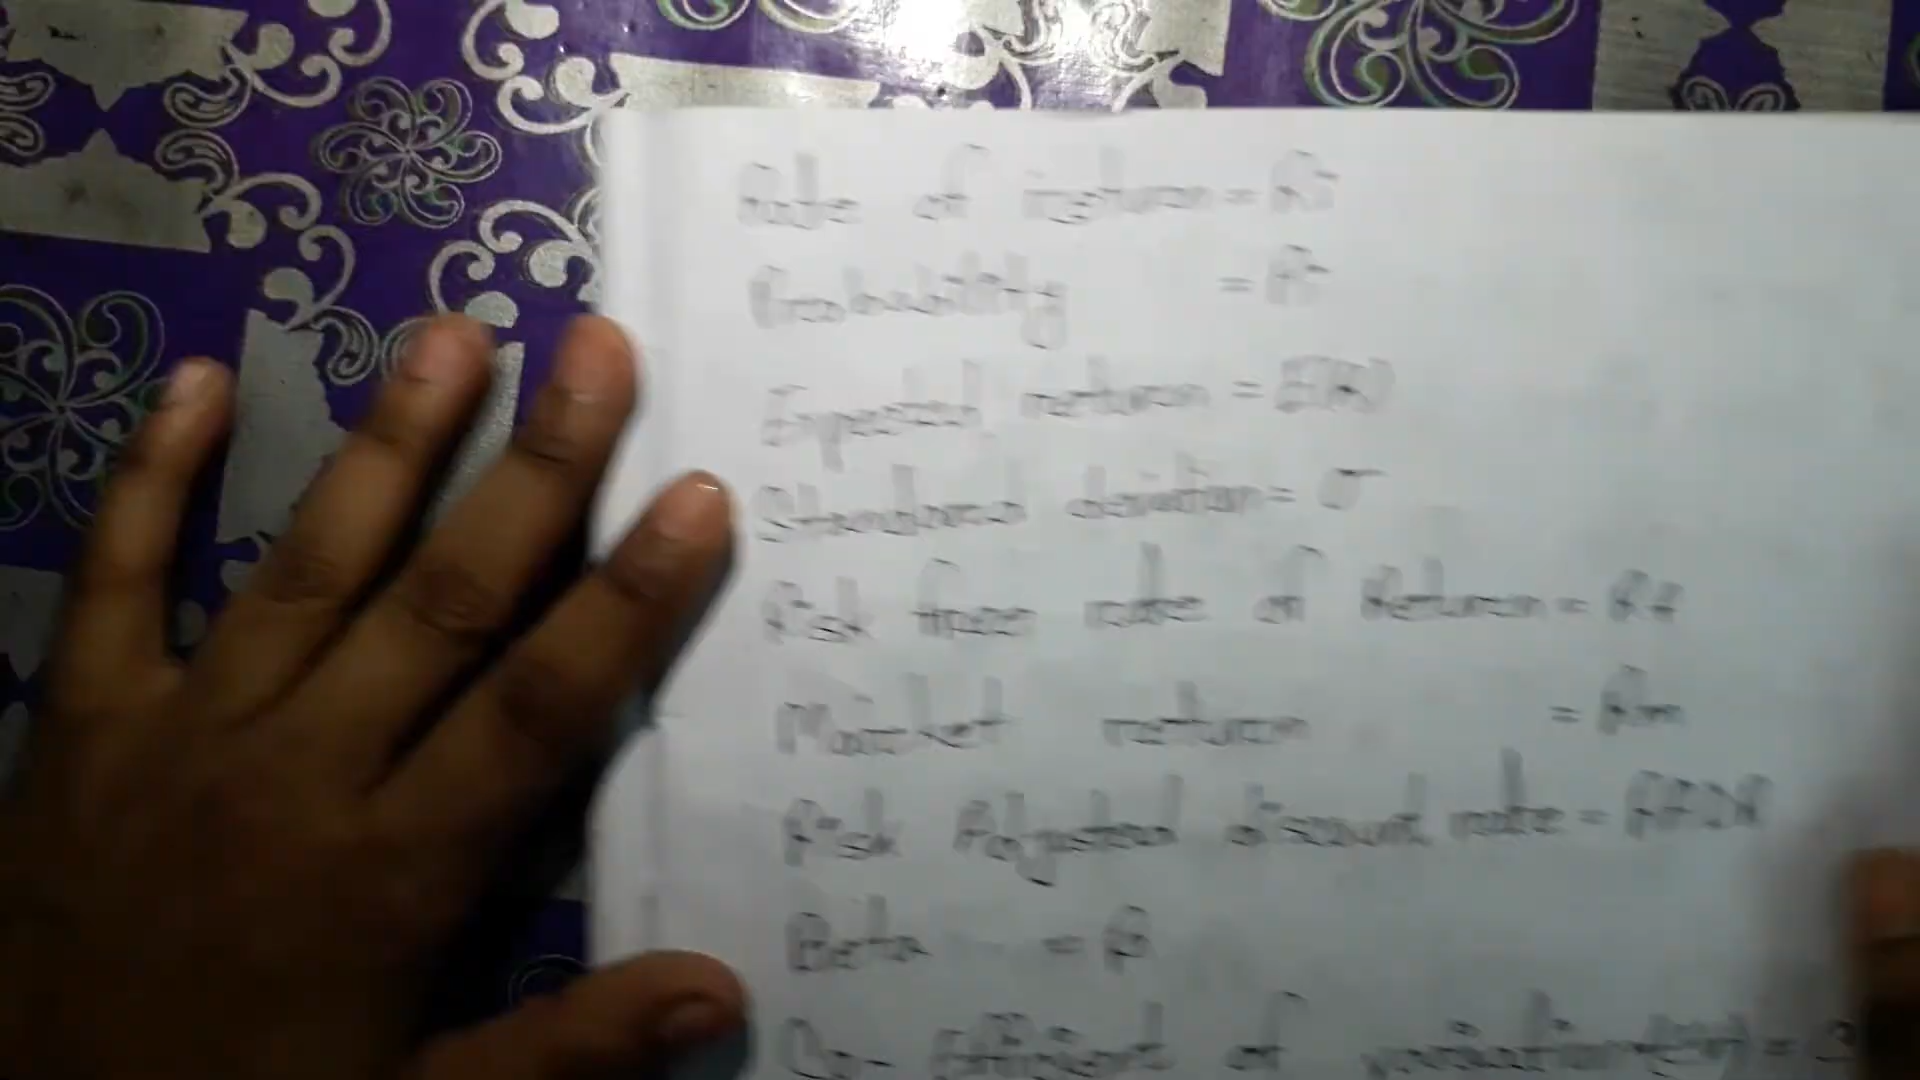 Rate of return = Ri
Probability = Pi
Expected return = E(R)
Standard deviation = σ
Risk free rate of Return = Rf
Market return = Rm
Risk Adjusted discount rate = RADR
Beta = β
Co-Efficient of variation